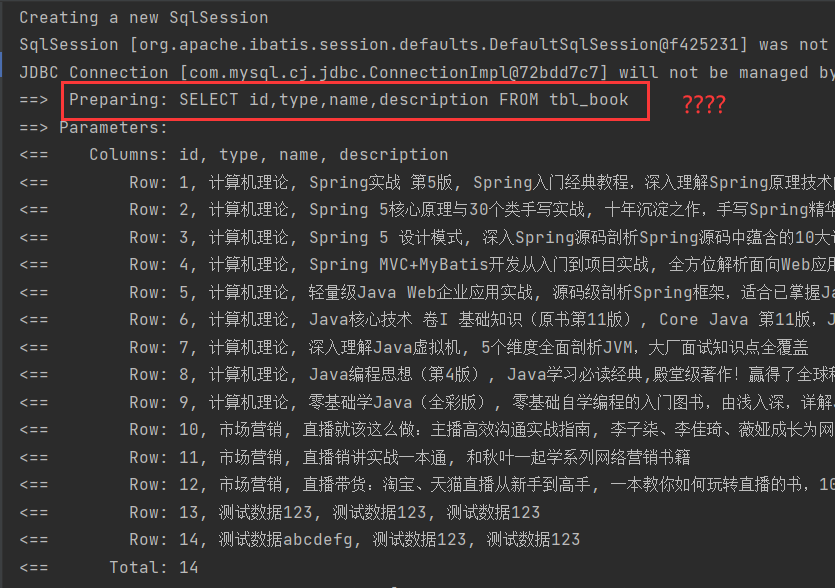 Creating a new SqlSession
SqlSession [org.apache.ibatis.session.defaults.DefaultSqlSession@f425231] was not
JDBC Connection [com.mysql.cj.jdbc.ConnectionImpl@72bdd7c7] will not be managed by
==>  Preparing: SELECT id,type,name,description FROM tbl_book ????
==> Parameters:
<==    Columns: id, type, name, description
<==        Row: 1, 计算机理论, Spring实战 第5版, Spring入门经典教程，深入理解Spring原理技术
<==        Row: 2, 计算机理论, Spring 5核心原理与30个类手写实战, 十年沉淀之作，手写Spring精华
<==        Row: 3, 计算机理论, Spring 5 设计模式, 深入Spring源码剖析Spring源码中蕴含的10大
<==        Row: 4, 计算机理论, Spring MVC+MyBatis开发从入门到项目实战, 全方位解析面向Web应用
<==        Row: 5, 计算机理论, 轻量级Java Web企业应用实战, 源码级剖析Spring框架，适合已掌握Ja
<==        Row: 6, 计算机理论, Java核心技术 卷I 基础知识（原书第11版）, Core Java 第11版，J
<==        Row: 7, 计算机理论, 深入理解Java虚拟机, 5个维度全面剖析JVM，大厂面试知识点全覆盖
<==        Row: 8, 计算机理论, Java编程思想（第4版）, Java学习必读经典,殿堂级著作！赢得了全球
<==        Row: 9, 计算机理论, 零基础学Java（全彩版）, 零基础自学编程的入门图书，由浅入深，详解
<==        Row: 10, 市场营销, 直播就该这么做：主播高效沟通实战指南, 李子柒、李佳琦、薇娅成长为网
<==        Row: 11, 市场营销, 直播销讲实战一本通, 和秋叶一起学系列网络营销书籍
<==        Row: 12, 市场营销, 直播带货：淘宝、天猫直播从新手到高手, 一本教你如何玩转直播的书，10
<==        Row: 13, 测试数据123, 测试数据123, 测试数据123
<==        Row: 14, 测试数据abcdefg, 测试数据123, 测试数据123
<==      Total: 14